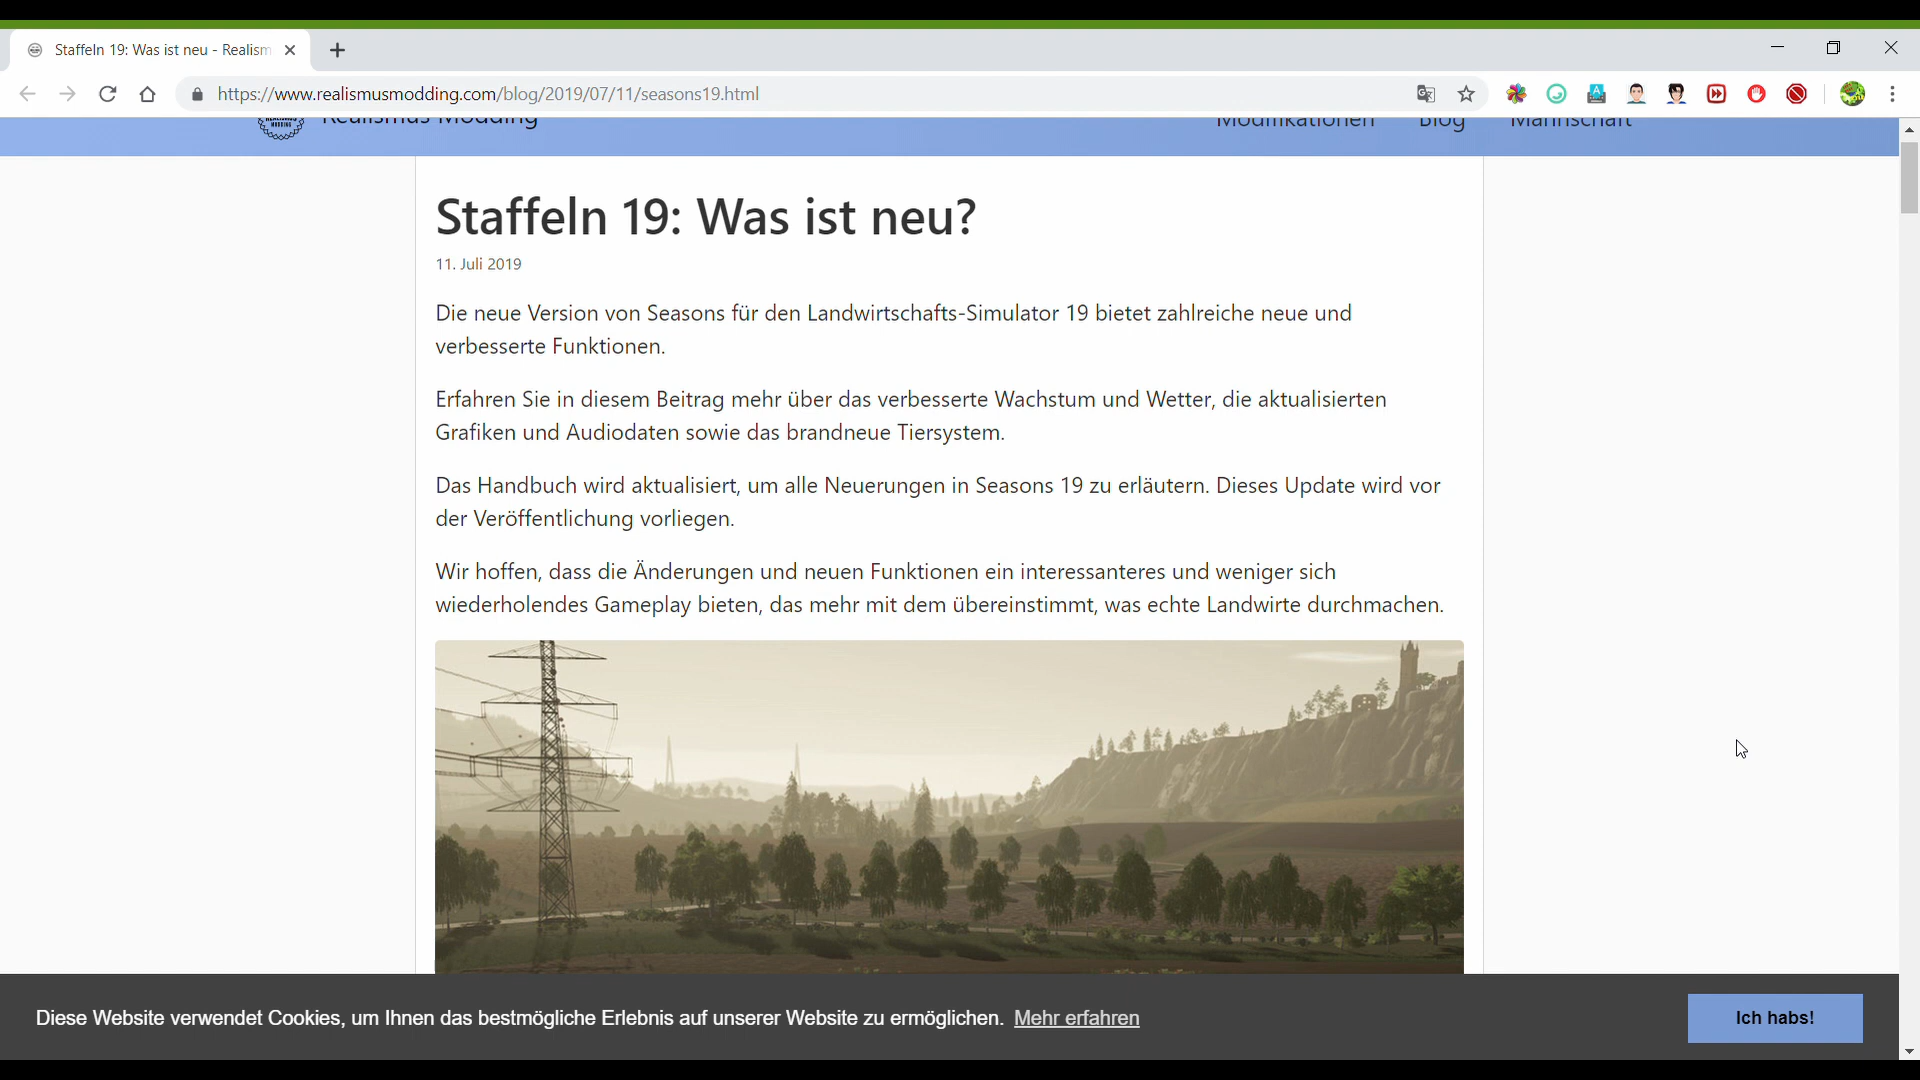 Staffeln 19: Was ist neu - Realism
https://www.realismusmodding.com/blog/2019/07/11/seasons19.html
Realismus Modding
Modifikationen Blog Mannschaft
Staffeln 19: Was ist neu?
11. Juli 2019
Die neue Version von Seasons für den Landwirtschafts-Simulator 19 bietet zahlreiche neue und
verbesserte Funktionen.
Erfahren Sie in diesem Beitrag mehr über das verbesserte Wachstum und Wetter, die aktualisierten
Grafiken und Audiodaten sowie das brandneue Tiersystem.
Das Handbuch wird aktualisiert, um alle Neuerungen in Seasons 19 zu erläutern. Dieses Update wird vor
der Veröffentlichung vorliegen.
Wir hoffen, dass die Änderungen und neuen Funktionen ein interessanteres und weniger sich
wiederholendes Gameplay bieten, das mehr mit dem übereinstimmt, was echte Landwirte durchmachen.
Diese Website verwendet Cookies, um Ihnen das bestmögliche Erlebnis auf unserer Website zu ermöglichen. Mehr erfahren
Ich habs!